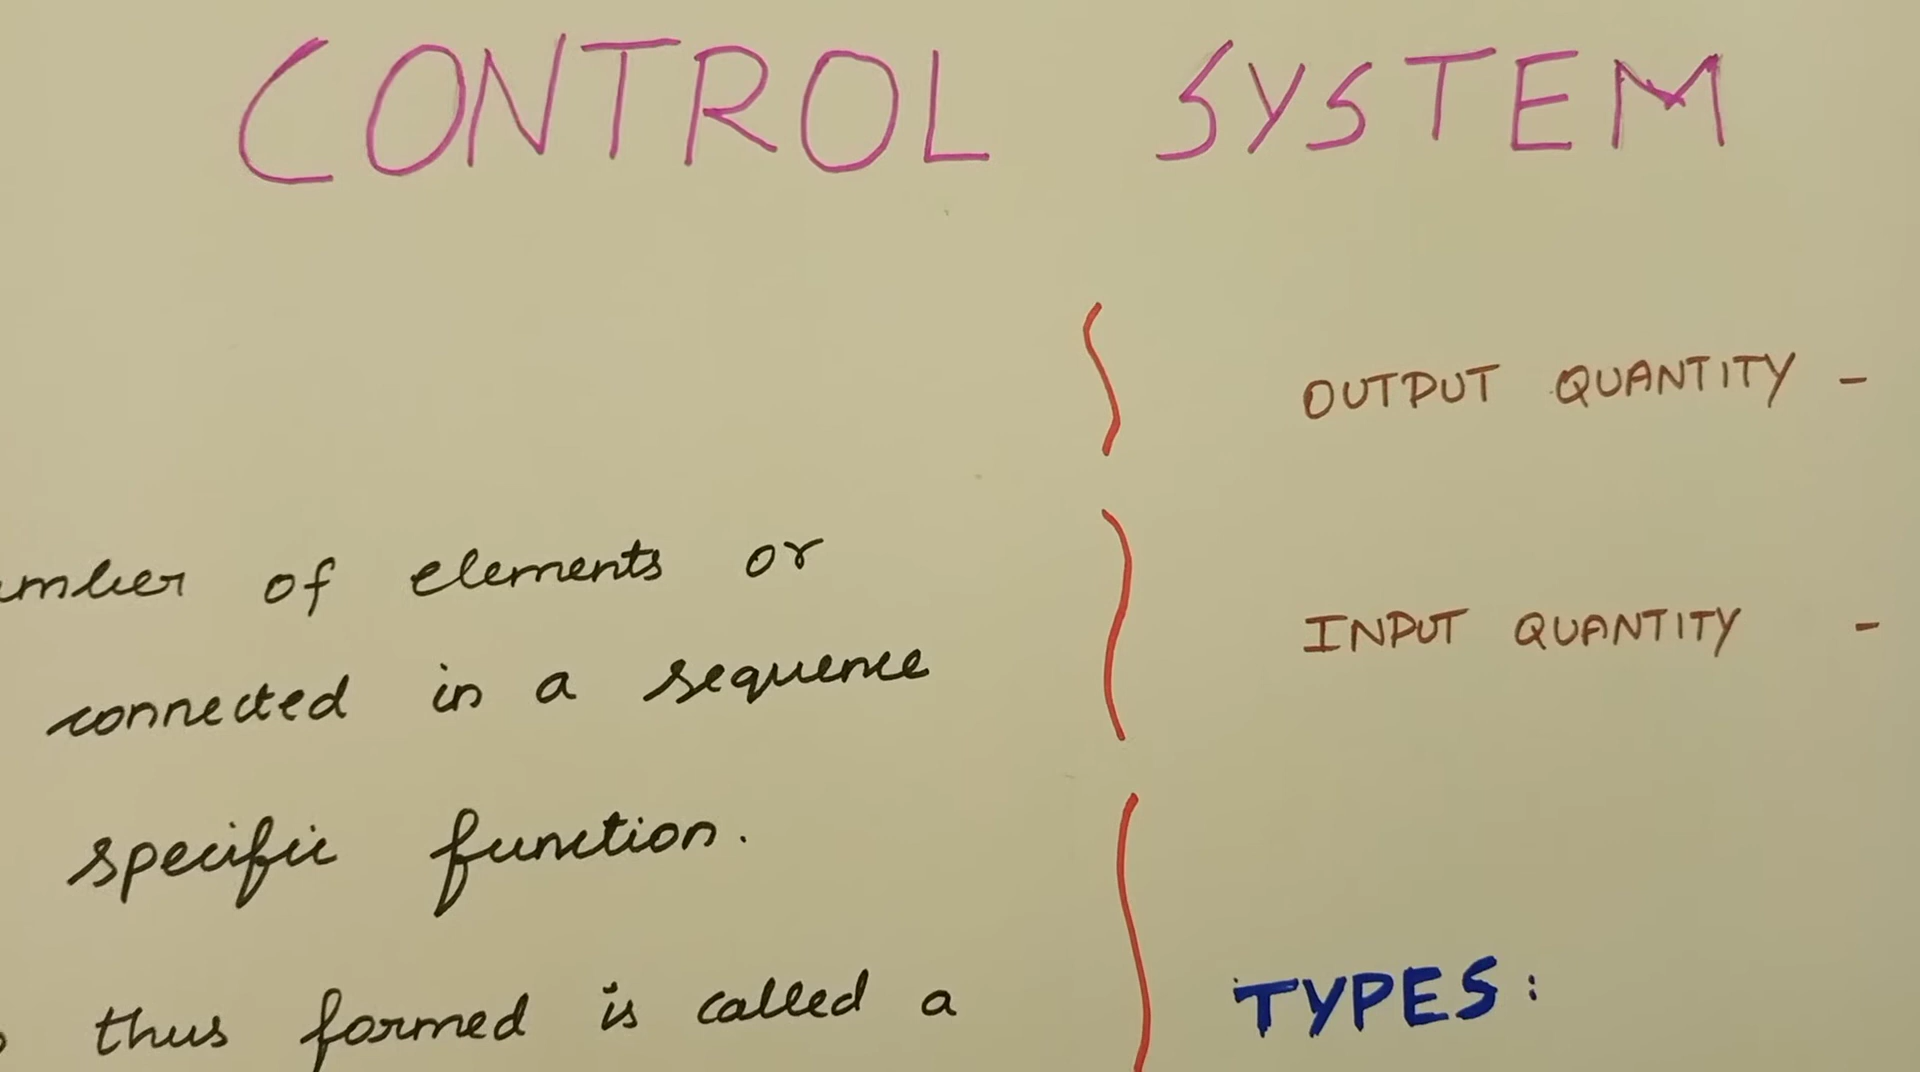 CONTROL SYSTEM
mber of elements or
connected in a sequence
specific function.
thus formed is called a
OUTPUT QUANTITY -
INPUT QUANTITY -
TYPES: